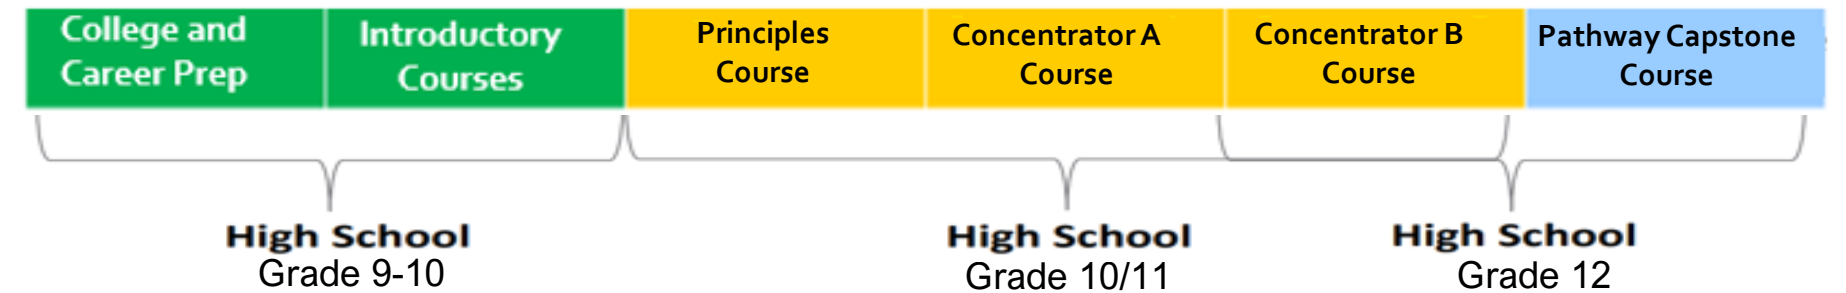 College and
Career Prep
Introductory
Courses
Principles
Course
Concentrator A
Course
Concentrator B
Course
Pathway Capstone
Course
High School
Grade 9-10
High School
Grade 10/11
High School
Grade 12